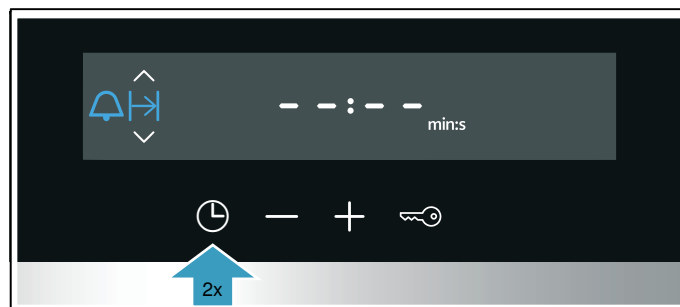 – –:– –
min:s
2x